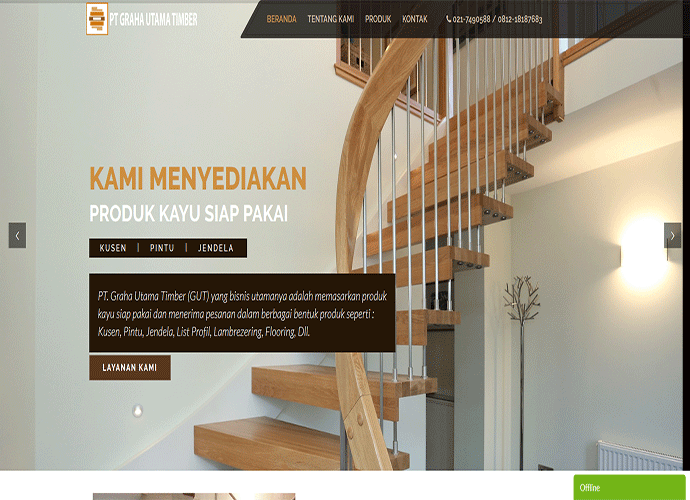 PT GRAHA UTAMA TIMBER
BERANDA TENTANG KAMI PRODUK KONTAK 021-7490588 / 0812-18187683
KAMI MENYEDIAKAN
PRODUK KAYU SIAP PAKAI
KUSEN | PINTU | JENDELA
PT. Graha Utama Timber (GUT) yang bisnis utamanya adalah memasarkan produk
kayu siap pakai dan menerima pesanan dalam berbagai bentuk produk seperti :
Kusen, Pintu, Jendela, List Profil, Lambrezering, Flooring, Dll.
LAYANAN KAMI
Offline